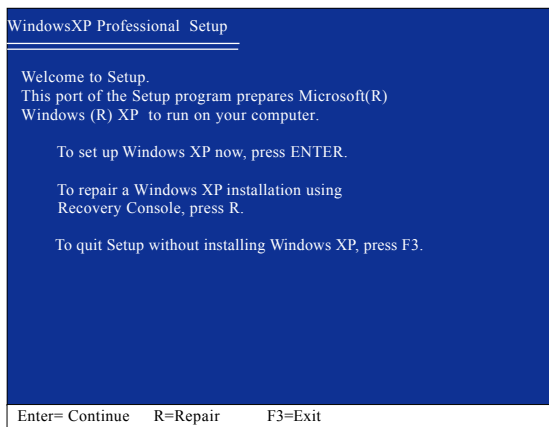 WindowsXP Professional Setup
Welcome to Setup.
This port of the Setup program prepares Microsoft(R)
Windows (R) XP to run on your computer.
To set up Windows XP now, press ENTER.
To repair a Windows XP installation using
Recovery Console, press R.
To quit Setup without installing Windows XP, press F3.
Enter= Continue R=Repair F3=Exit